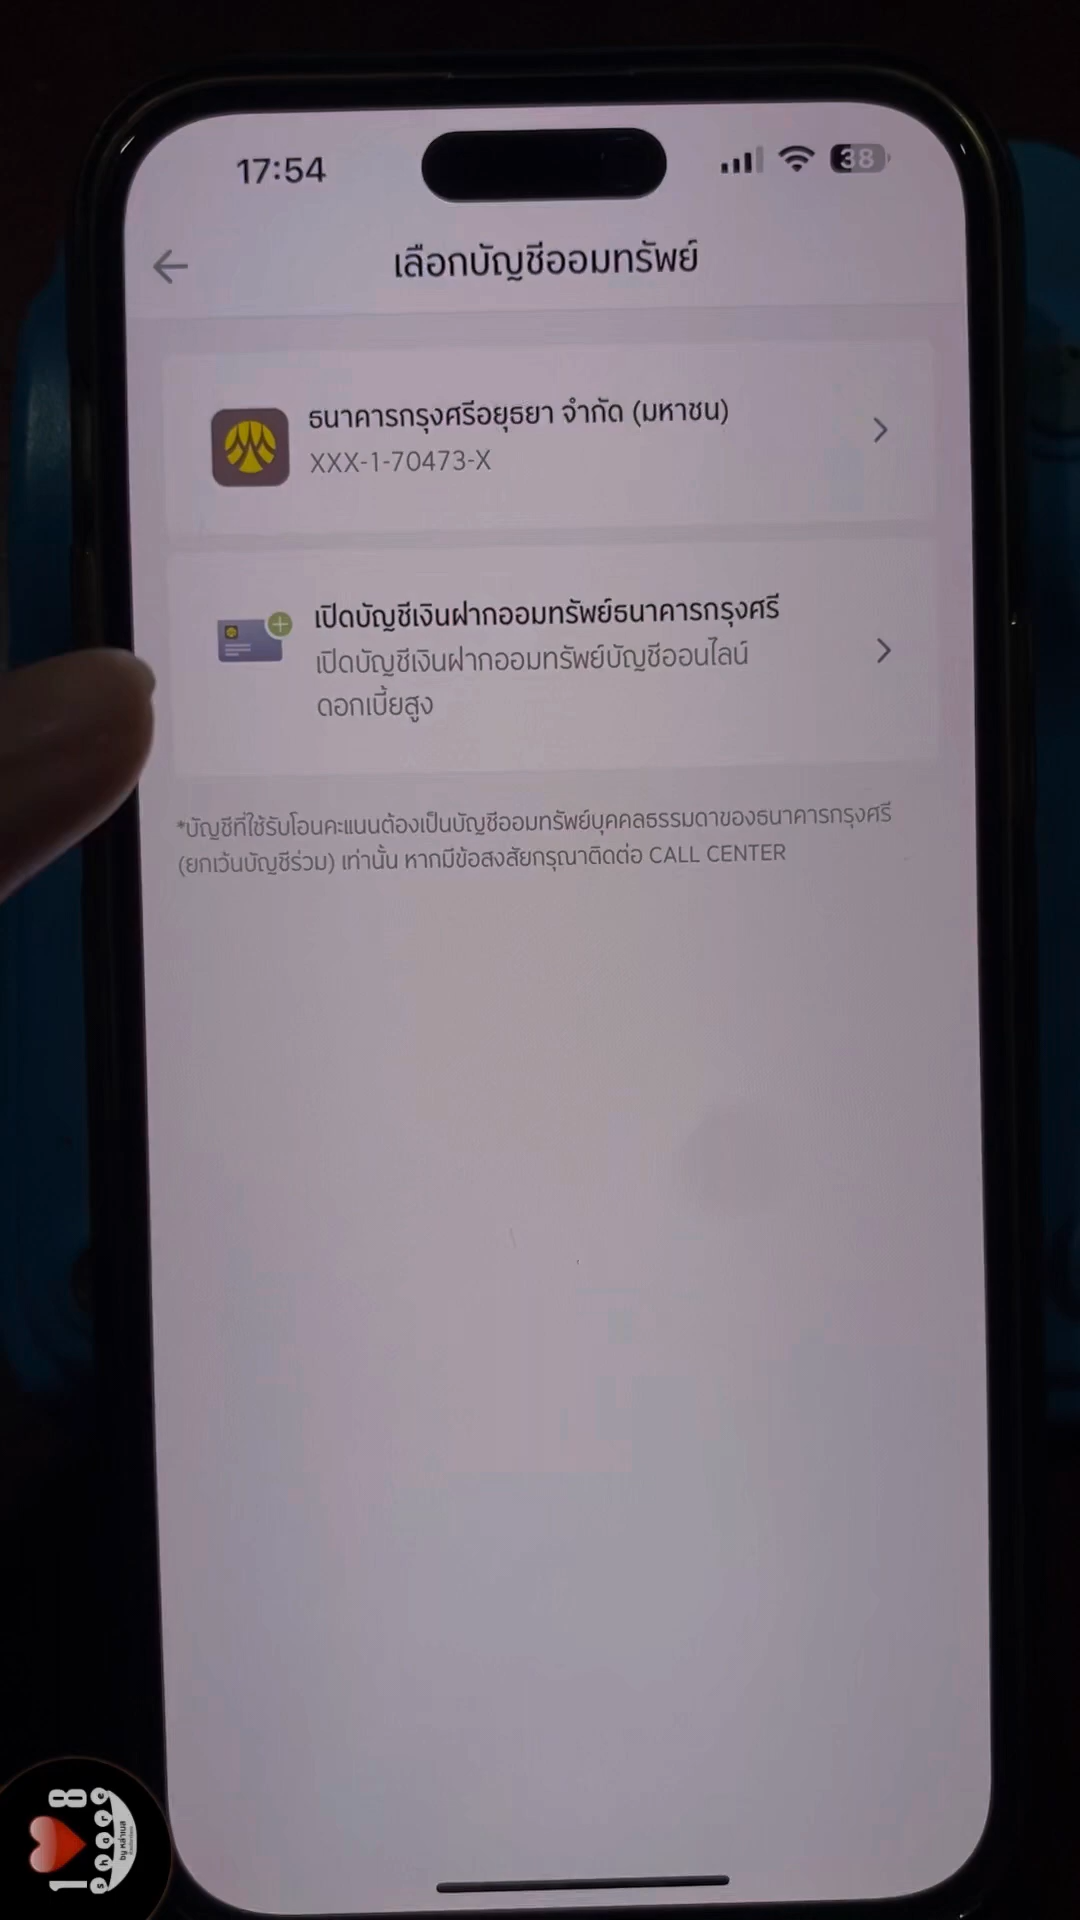 17:54
38
เลือกบัญชีออมทรัพย์
ธนาคารกรุงศรีอยุธยา จำกัด (มหาชน)
XXX-1-70473-X
เปิดบัญชีเงินฝากออมทรัพย์ธนาคารกรุงศรี
เปิดบัญชีเงินฝากออมทรัพย์บัญชีออนไลน์
ดอกเบี้ยสูง
*บัญชีที่ใช้รับโอนคะแนนต้องเป็นบัญชีออมทรัพย์บุคคลธรรมดาของธนาคารกรุงศรี
(ยกเว้นบัญชีร่วม) เท่านั้น หากมีข้อสงสัยกรุณาติดต่อ CALL CENTER
18
share
by หล่าเนส